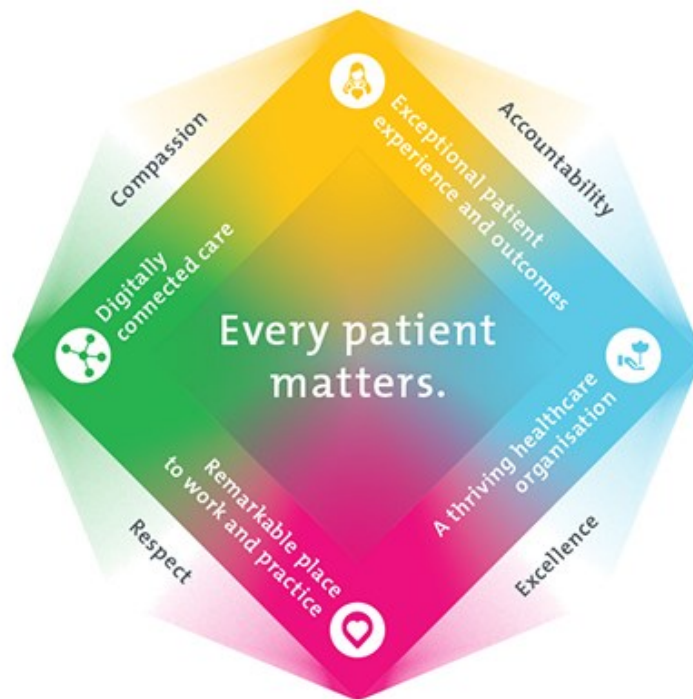 Compassion
Accountability
Exceptional patient
experience and outcomes
Digitally
connected care
Every patient
matters.
A thriving healthcare
organisation
Remarkable place
to work and practice
Respect
Excellence